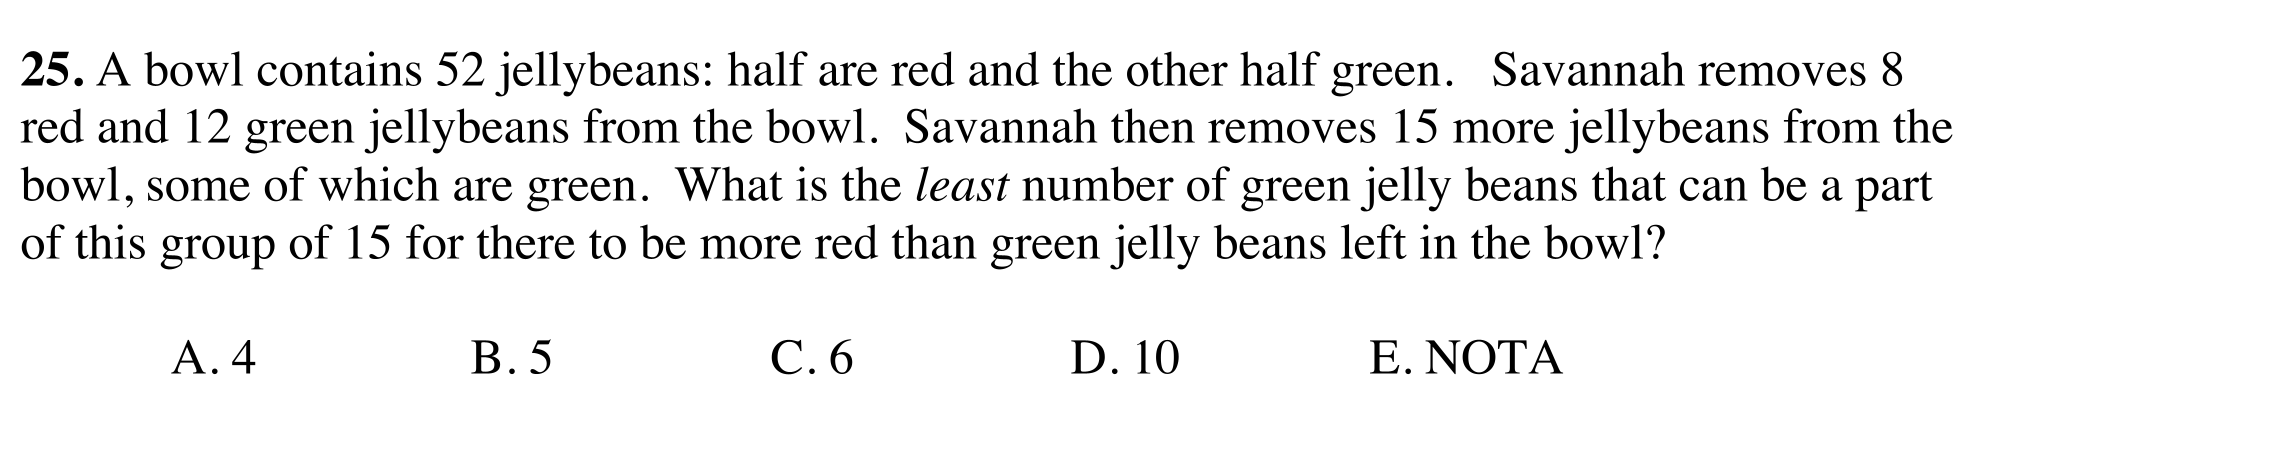 25. A bowl contains 52 jellybeans: half are red and the other half green. Savannah removes 8
red and 12 green jellybeans from the bowl. Savannah then removes 15 more jellybeans from the
bowl, some of which are green. What is the least number of green jelly beans that can be a part
of this group of 15 for there to be more red than green jelly beans left in the bowl?
A. 4 B. 5 C. 6 D. 10 E. NOTA